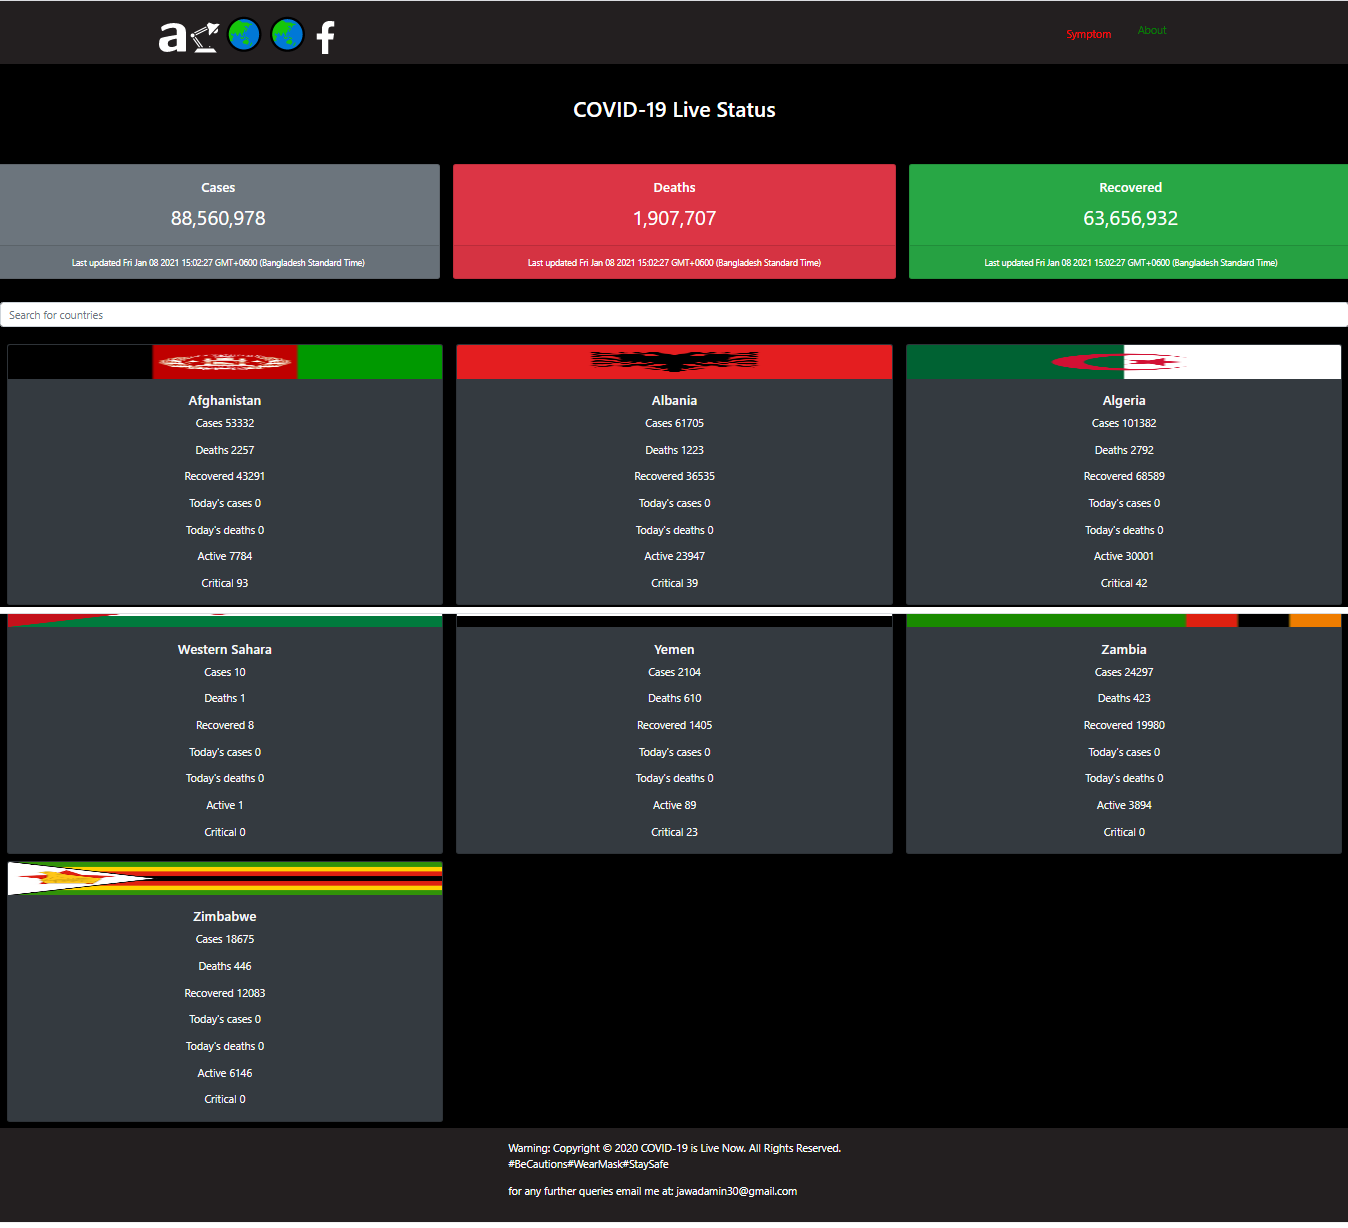 a f
Symptom About
COVID-19 Live Status
Cases
88,560,978
Last updated Fri Jan 08 2021 15:02:27 GMT+0600 (Bangladesh Standard Time)
Deaths
1,907,707
Last updated Fri Jan 08 2021 15:02:27 GMT+0600 (Bangladesh Standard Time)
Recovered
63,656,932
Last updated Fri Jan 08 2021 15:02:27 GMT+0600 (Bangladesh Standard Time)
Search for countries
Afghanistan
Cases 53332
Deaths 2257
Recovered 43291
Today's cases 0
Today's deaths 0
Active 7784
Critical 93
Albania
Cases 61705
Deaths 1223
Recovered 36535
Today's cases 0
Today's deaths 0
Active 23947
Critical 39
Algeria
Cases 101382
Deaths 2792
Recovered 68589
Today's cases 0
Today's deaths 0
Active 30001
Critical 42
Western Sahara
Cases 10
Deaths 1
Recovered 8
Today's cases 0
Today's deaths 0
Active 1
Critical 0
Yemen
Cases 2104
Deaths 610
Recovered 1405
Today's cases 0
Today's deaths 0
Active 89
Critical 23
Zambia
Cases 24297
Deaths 423
Recovered 19980
Today's cases 0
Today's deaths 0
Active 3894
Critical 0
Zimbabwe
Cases 18675
Deaths 446
Recovered 12083
Today's cases 0
Today's deaths 0
Active 6146
Critical 0
Warning: Copyright © 2020 COVID-19 is Live Now. All Rights Reserved.
#BeCautions#WearMask#StaySafe
for any further queries email me at: jawadamin30@gmail.com